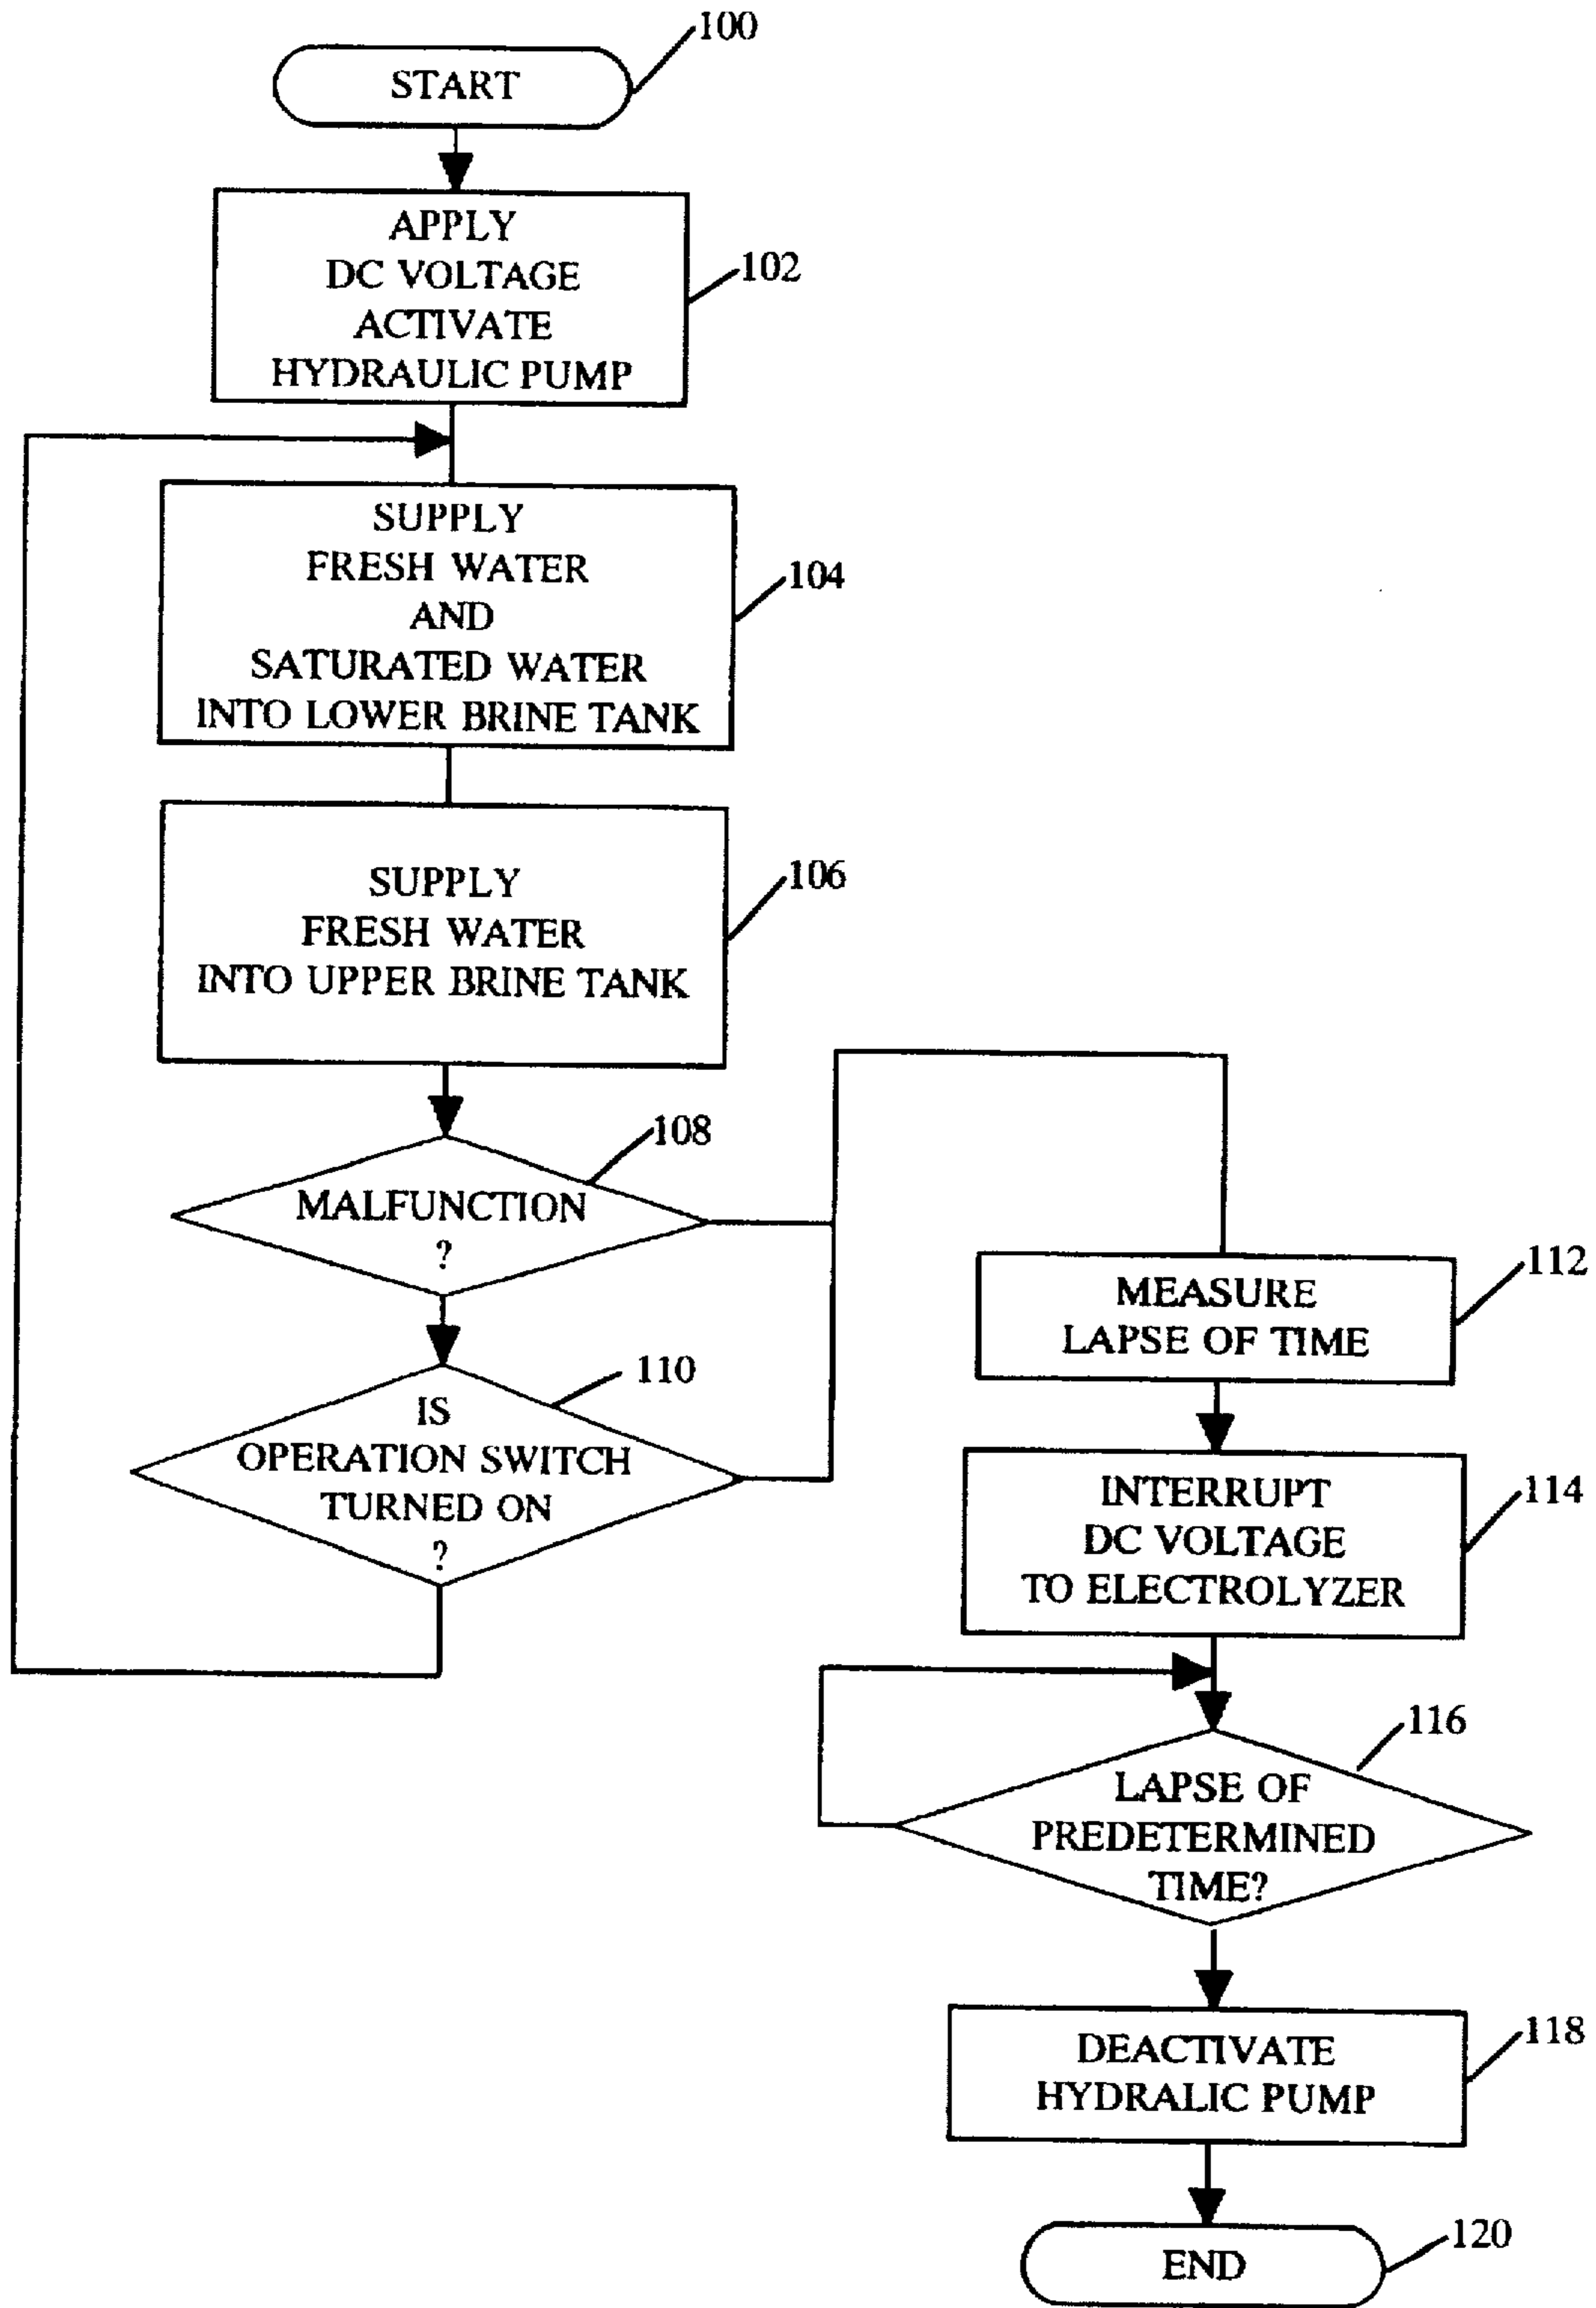 100
START
APPLY
DC VOLTAGE
ACTIVATE
HYDRAULIC PUMP
102
SUPPLY
FRESH WATER
AND
SATURATED WATER
INTO LOWER BRINE TANK
104
SUPPLY
FRESH WATER
INTO UPPER BRINE TANK
106
MALFUNCTION
?
108
IS
OPERATION SWITCH
TURNED ON
?
110
MEASURE
LAPSE OF TIME
112
INTERRUPT
DC VOLTAGE
TO ELECTROLYZER
114
LAPSE OF
PREDETERMINED
TIME?
116
DEACTIVATE
HYDRALIC PUMP
118
END
120